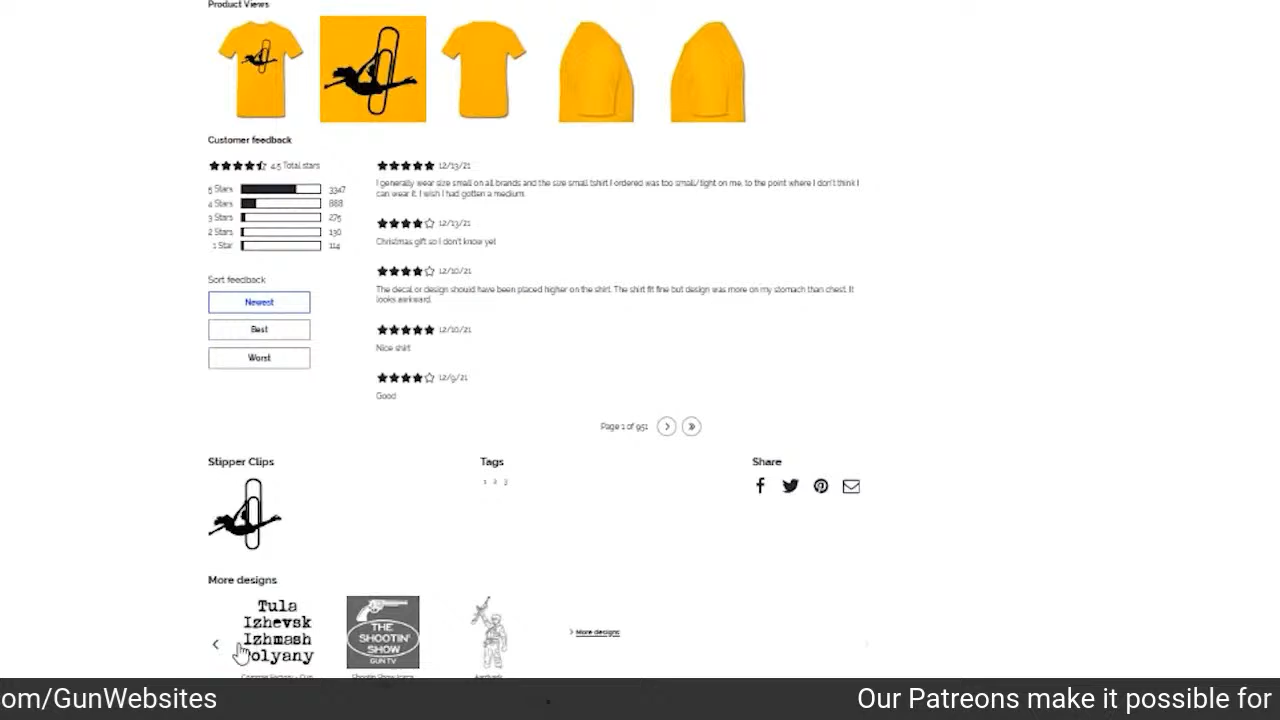 Product Views
Customer feedback
4.5 Total stars
5 Stars 3347
4 Stars 888
3 Stars 275
2 Stars 130
1 Star 114
Sort feedback
Newest
Best
Worst
12/13/21
I generally wear size small on all brands and the size small tshirt I ordered was too small/tight on me, to the point where I don't think I
can wear it. I wish I had gotten a medium.
12/13/21
Christmas gift so I don't know yet
12/10/21
The decal or design should have been placed higher on the shirt. The shirt fit fine but design was more on my stomach than chest. It
looks awkward.
12/10/21
Nice shirt
12/9/21
Good
Page 1 of 951
Stipper Clips
Tags
1 2 3
Share
More designs
Tula
Izhevsk
Izhmash
Polyany
THE
SHOOTIN'
SHOW
GUN TV
More designs
om/GunWebsites
Our Patreons make it possible for